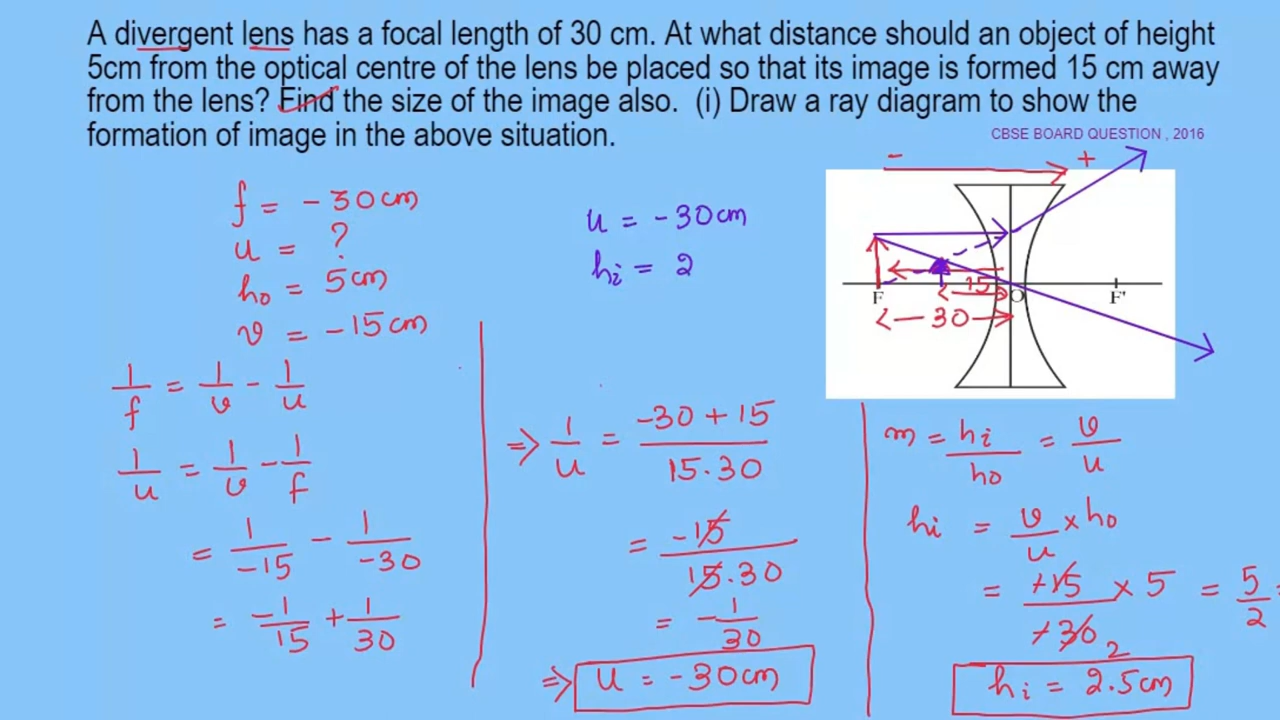 A divergent lens has a focal length of 30 cm. At what distance should an object of height
5cm from the optical centre of the lens be placed so that its image is formed 15 cm away
from the lens? Find the size of the image also. (i) Draw a ray diagram to show the
formation of image in the above situation.
CBSE BOARD QUESTION , 2016
f = -30cm
u = ?
ho = 5cm
v = -15cm
1/f = 1/v - 1/u
1/u = 1/v - 1/f
= 1/-15 - 1/-30
= -1/15 + 1/30
u = -30cm
hi = 2
⇒ 1/u = -30+15/15.30
= -15/15.30
= -1/30
⇒ u = -30cm
- +
F 15 O F'
30
m = hi/ho = v/u
hi = v/u × ho
= +15/+30 2 × 5 = 5/2 =
hi = 2.5cm